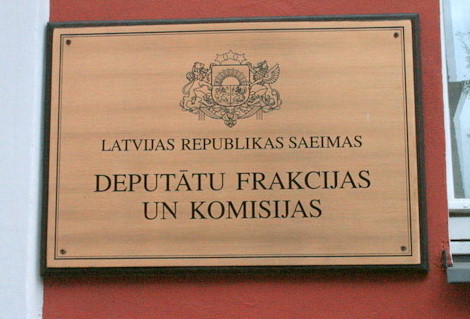 LATVIJAS REPUBLIKAS SAEIMAS
DEPUTĀTU FRAKCIJAS
UN KOMISIJAS